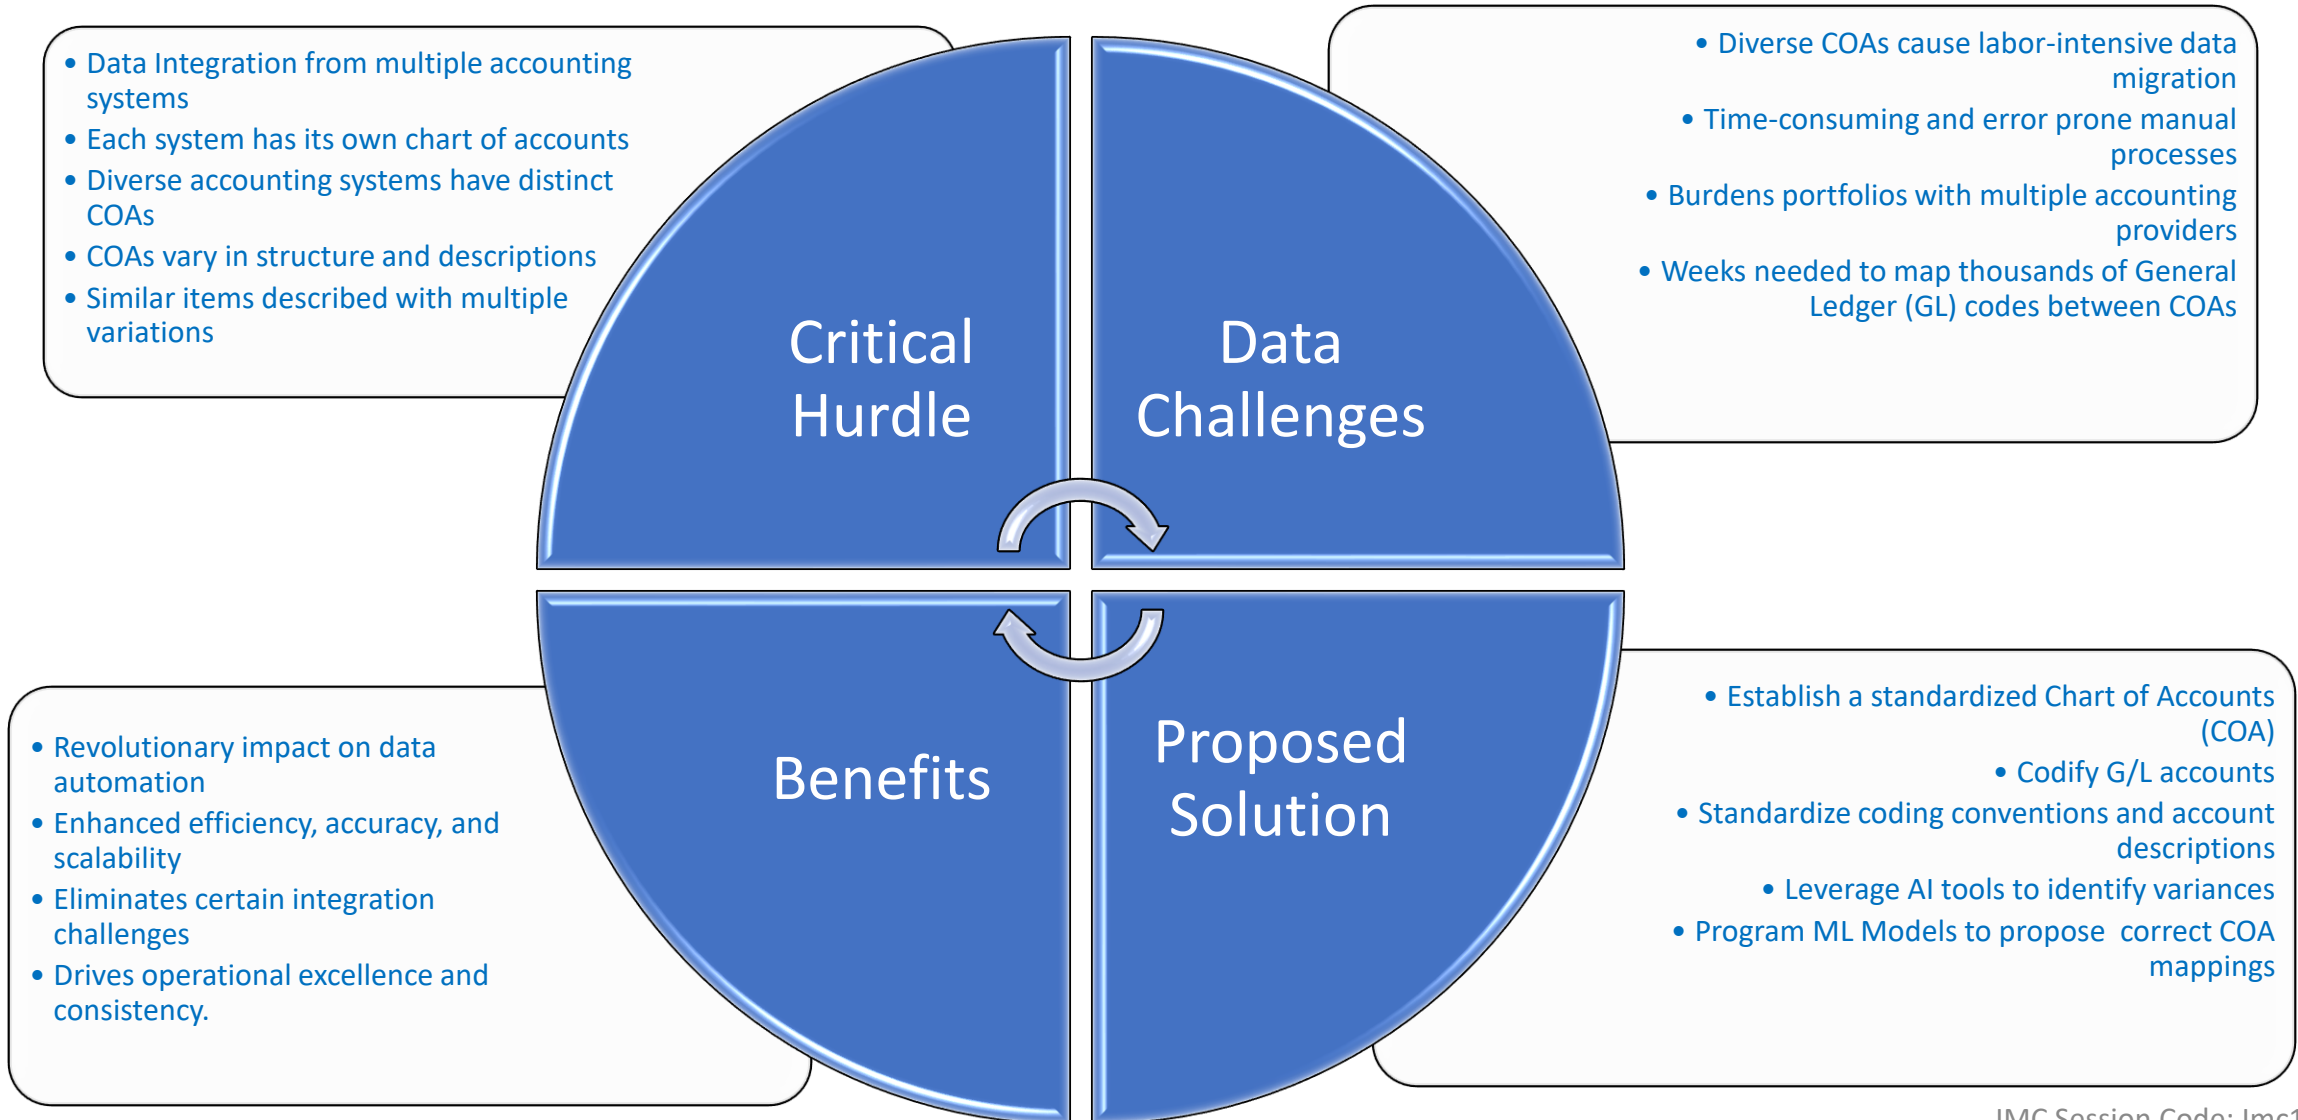 • Data Integration from multiple accounting
systems
• Each system has its own chart of accounts
• Diverse accounting systems have distinct
COAs
• COAs vary in structure and descriptions
• Similar items described with multiple
variations
Critical
Hurdle
Data
Challenges
• Diverse COAs cause labor-intensive data
migration
• Time-consuming and error prone manual
processes
• Burdens portfolios with multiple accounting
providers
• Weeks needed to map thousands of General
Ledger (GL) codes between COAs
• Revolutionary impact on data
automation
• Enhanced efficiency, accuracy, and
scalability
• Eliminates certain integration
challenges
• Drives operational excellence and
consistency.
Benefits
Proposed
Solution
• Establish a standardized Chart of Accounts
(COA)
• Codify G/L accounts
• Standardize coding conventions and account
descriptions
• Leverage AI tools to identify variances
• Program ML Models to propose  correct COA
mappings
IMC Session Code: